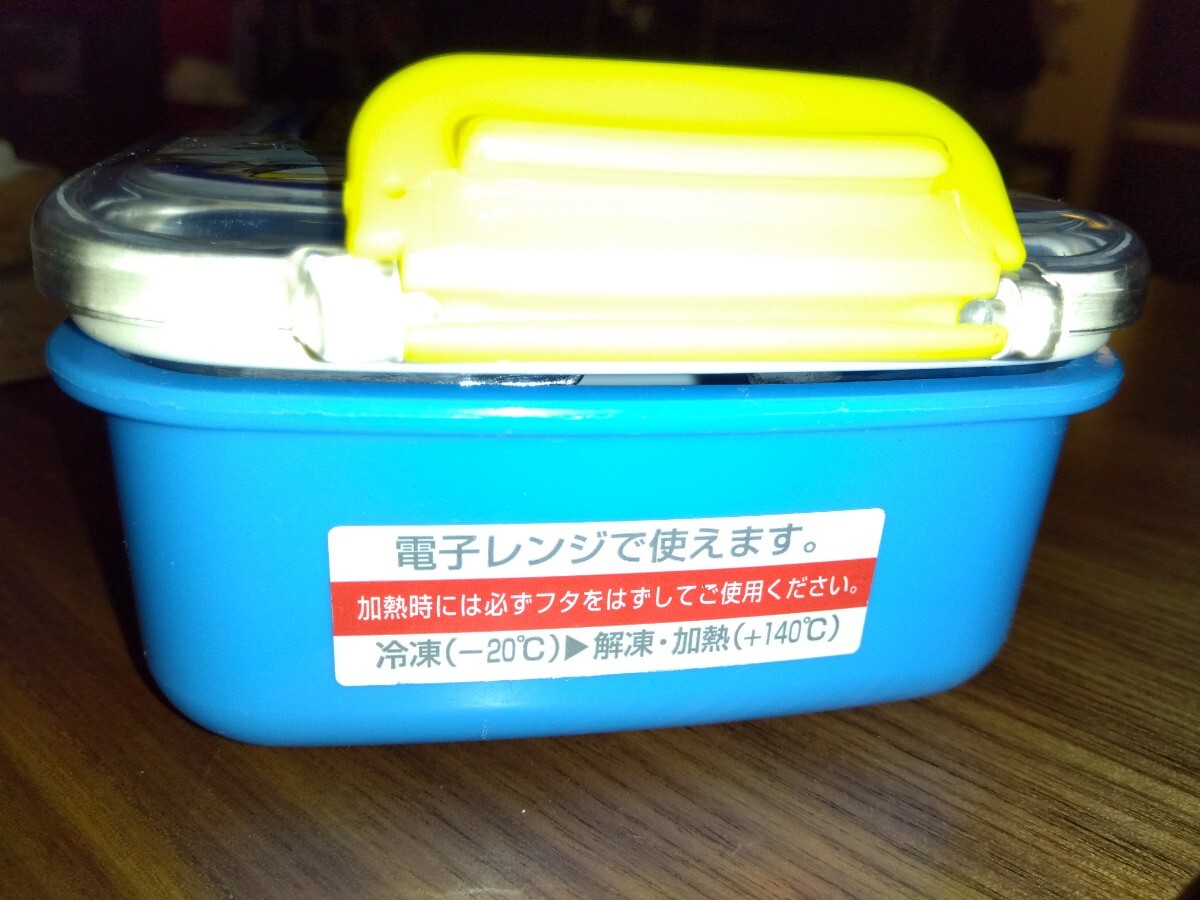 電子レンジで使えます。
加熱時には必ずフタをはずしてご使用ください。
冷凍(−20℃)▶解凍・加熱(+140℃)